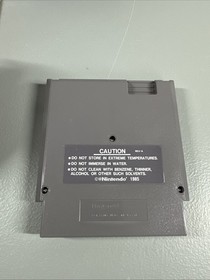 CAUTION
• DO NOT STORE IN EXTREME TEMPERATURES.
• DO NOT IMMERSE IN WATER.
• DO NOT CLEAN WITH BENZENE, THINNER,
ALCOHOL OR OTHER SUCH SOLVENTS.
Nintendo 1985